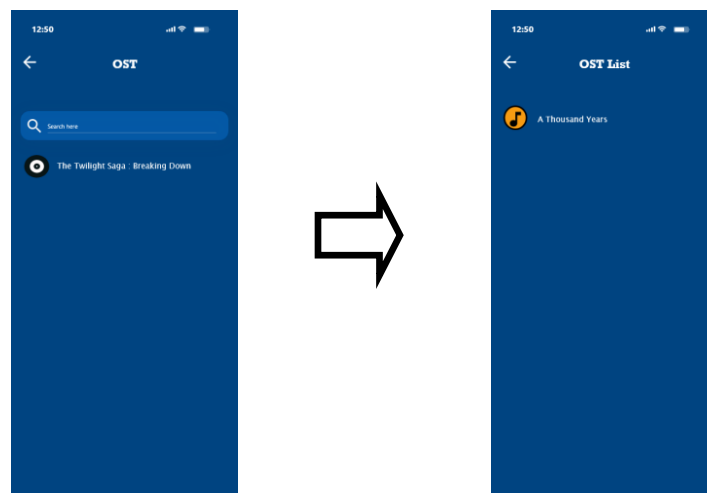 12:50
OST
Search here
The Twilight Saga : Breaking Down
12:50
OST List
A Thousand Years